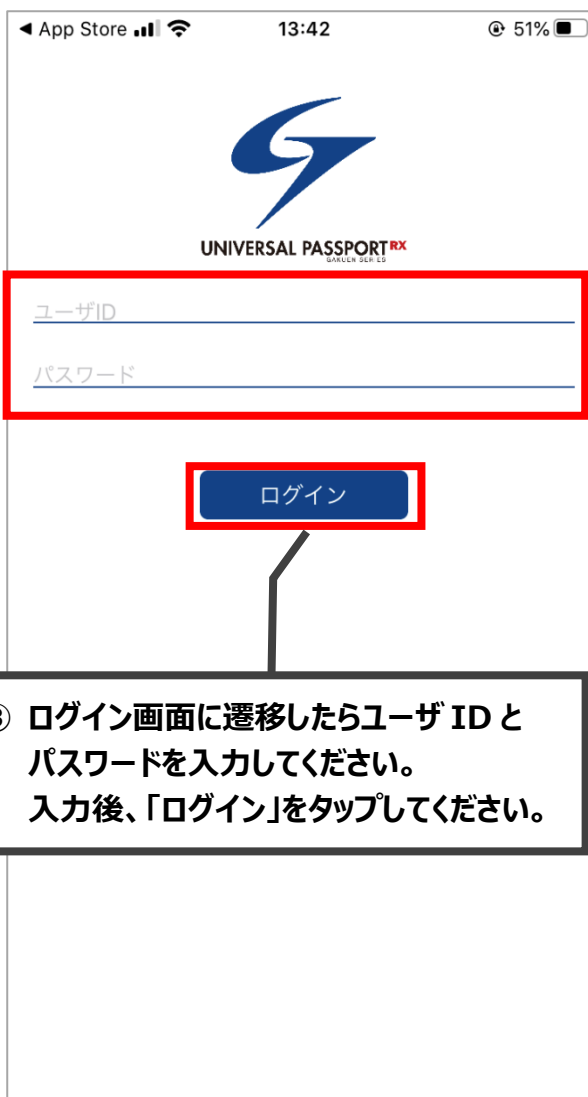 ◀ App Store 13:42 51%
UNIVERSAL PASSPORT RX
GAKUEN SERIES
ユーザID
パスワード
ログイン
ログイン画面に遷移したらユーザ ID と
パスワードを入力してください。
入力後、「ログイン」をタップしてください。